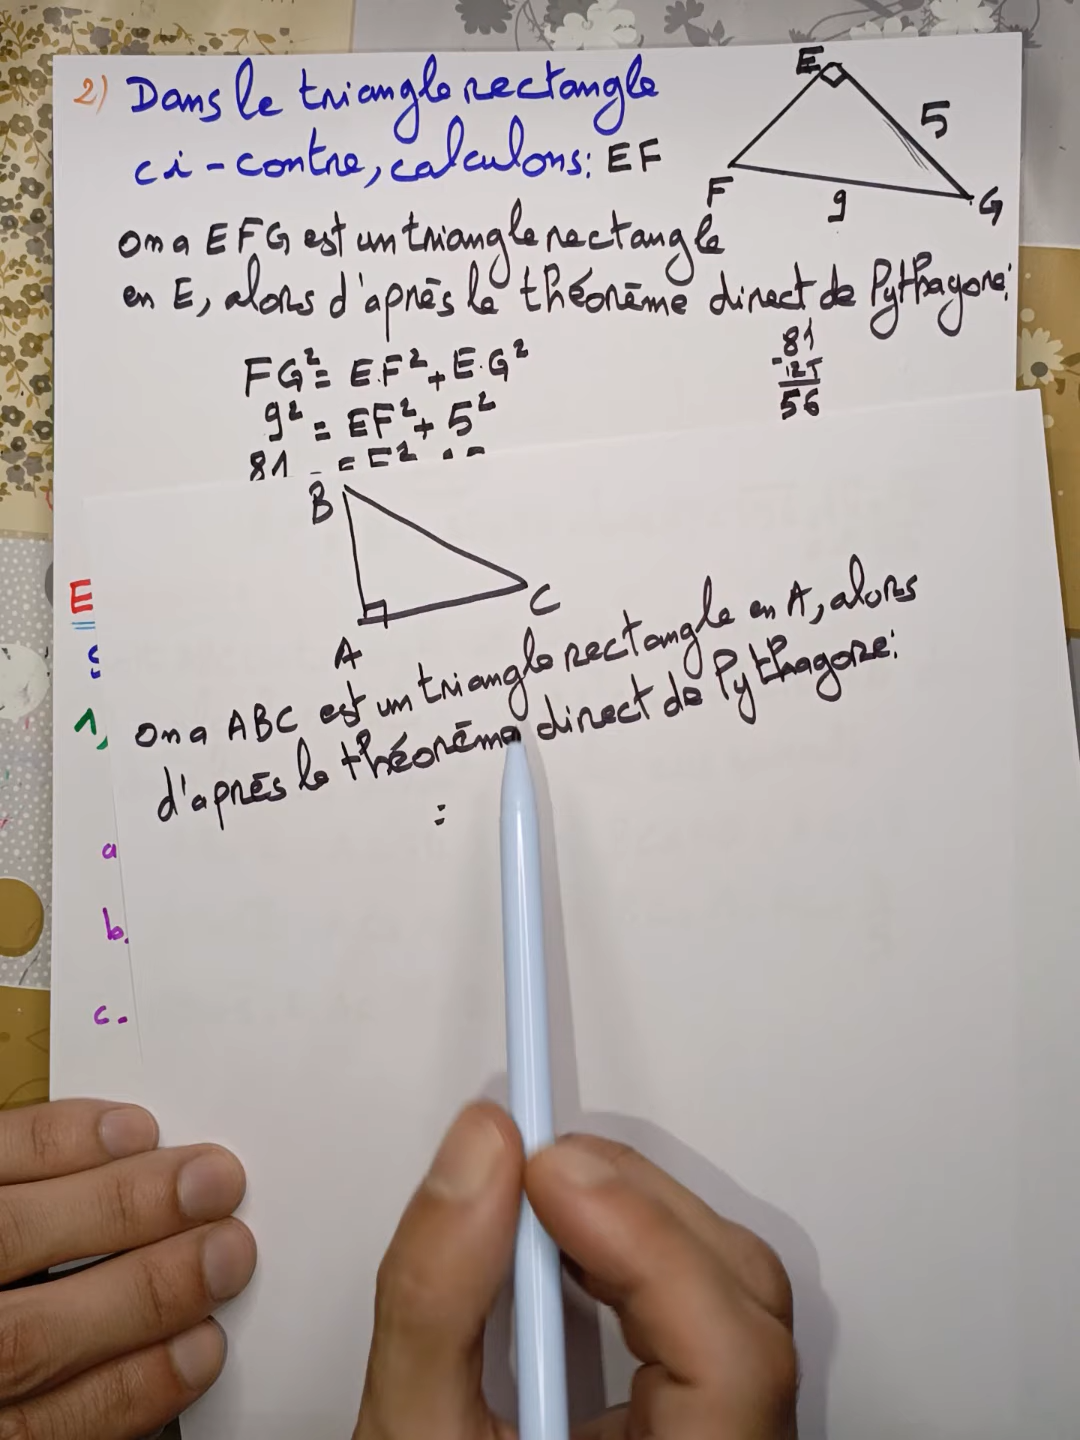 2) Dans le triangle rectangle
ci-contre, calculons: EF
E
5
F
9
G
on a EFG est un triangle rectangle
en E, alors d'après le théorème direct de Pythagore:
FG² = EF² + EG²
9² = EF² + 5²
81
81
- 25
56
B
C
A
E
1,
on a ABC est un triangle rectangle en A, alors
d'après le théorème direct de Pythagore:
=
a
b.
c.